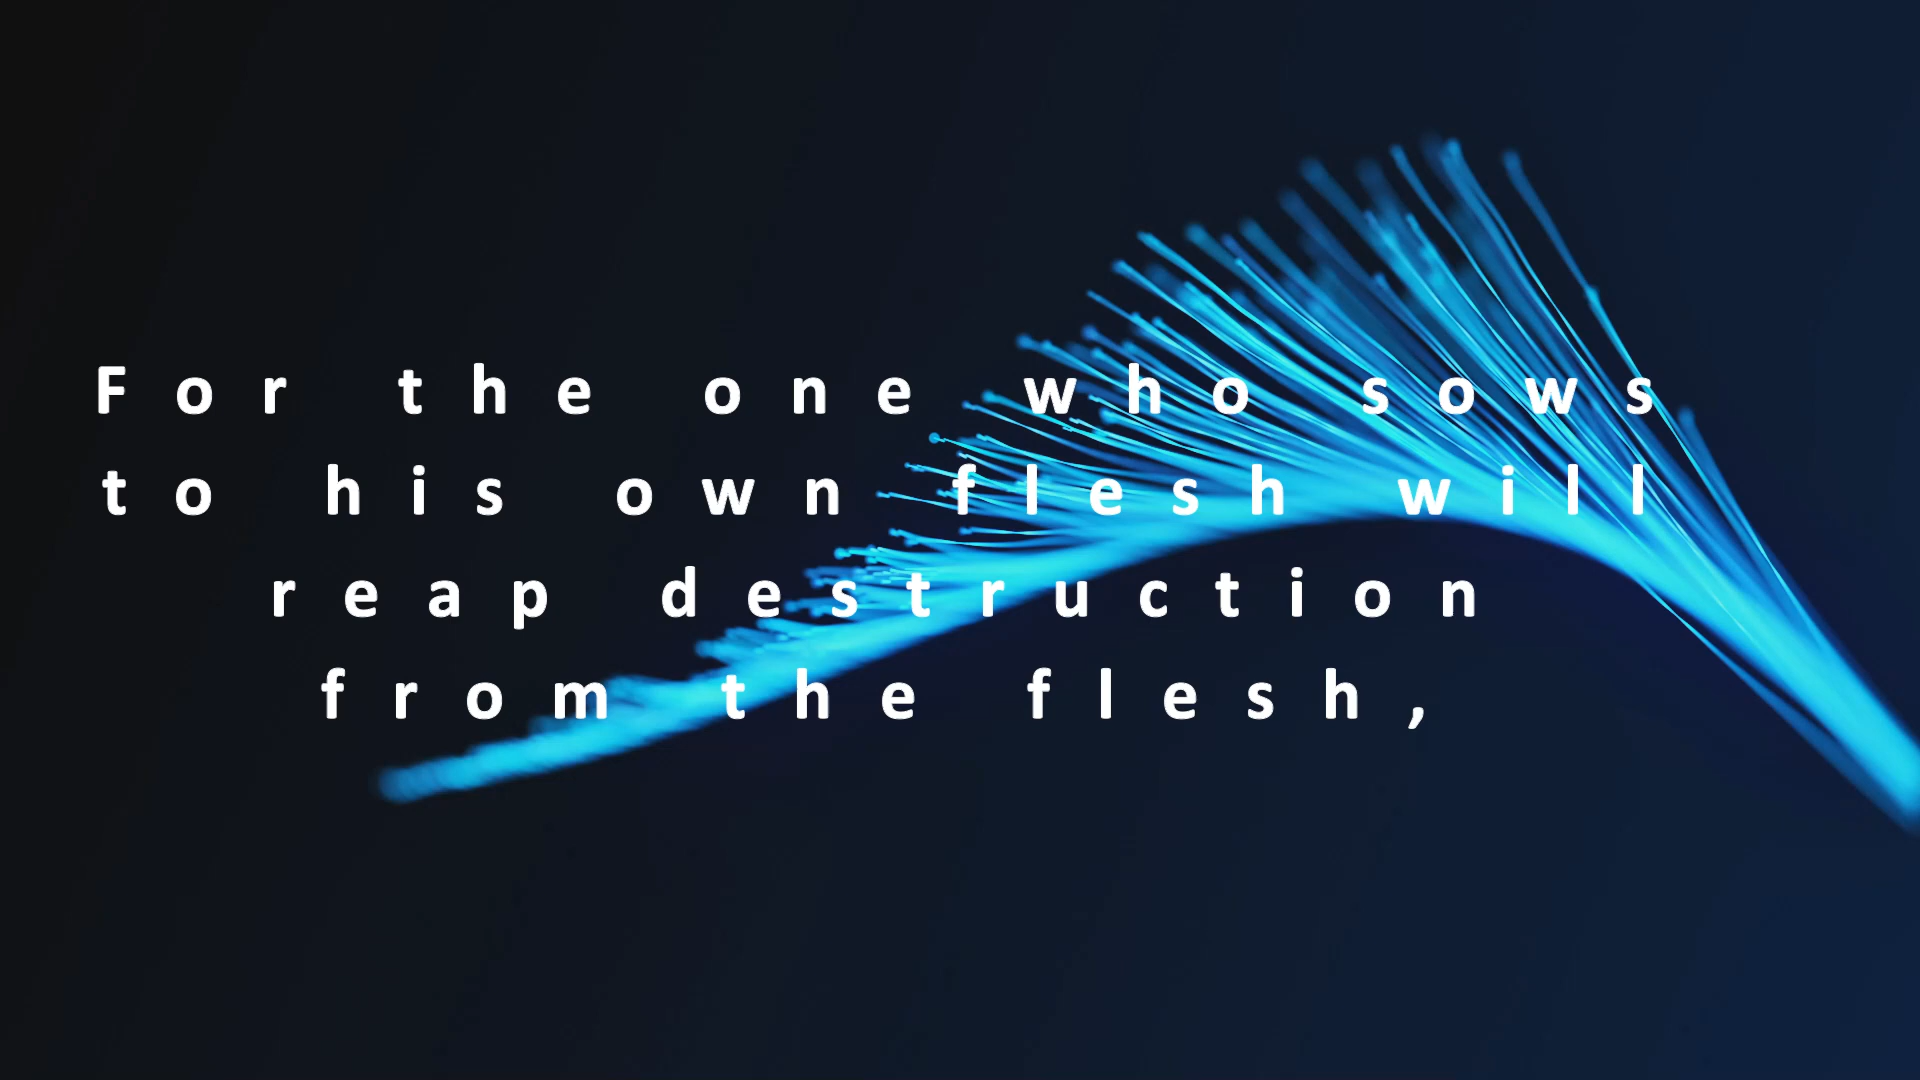 For the one who sows
to his own flesh will
reap destruction
from the flesh,